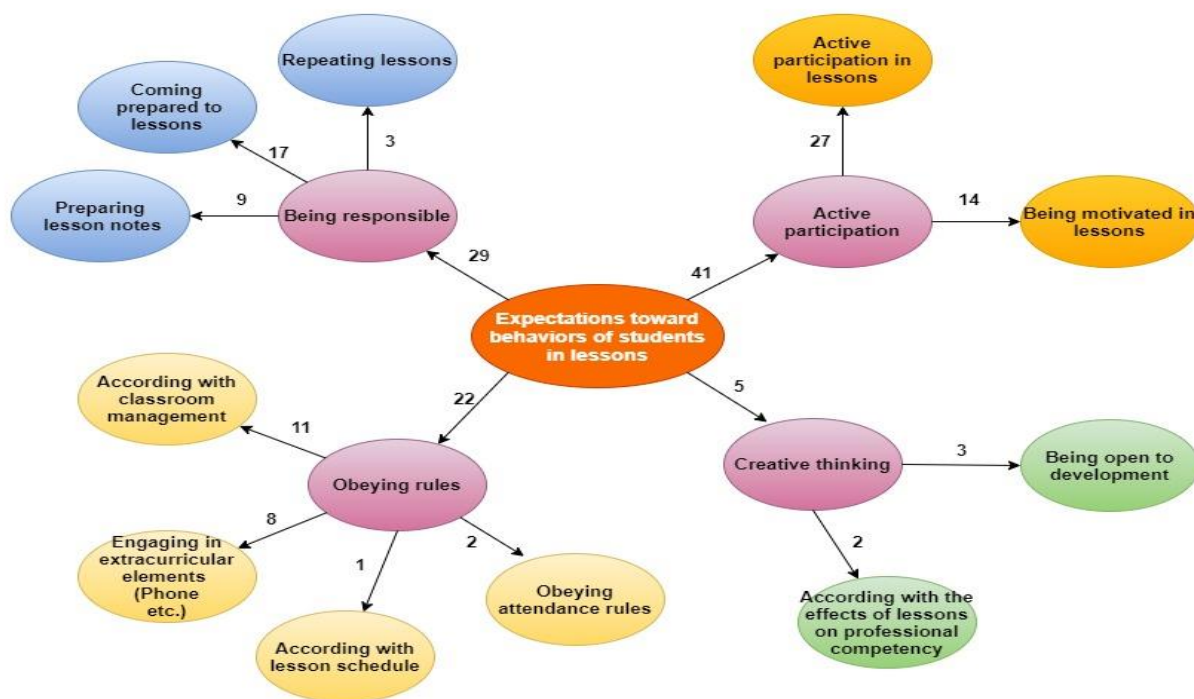 Repeating lessons
Coming
prepared to
lessons
3
17
Preparing
lesson notes
9
Being responsible
29
Active
participation in
lessons
27
Active
participation
14
Being motivated in
lessons
41
Expectations toward
behaviors of students
in lessons
22
According with
classroom
management
11
Obeying rules
8
Engaging in
extracurricular
elements
(Phone
etc.)
1
According with
lesson schedule
2
Obeying
attendance rules
5
Creative thinking
3
Being open to
development
2
According with the
effects of lessons
on professional
competency